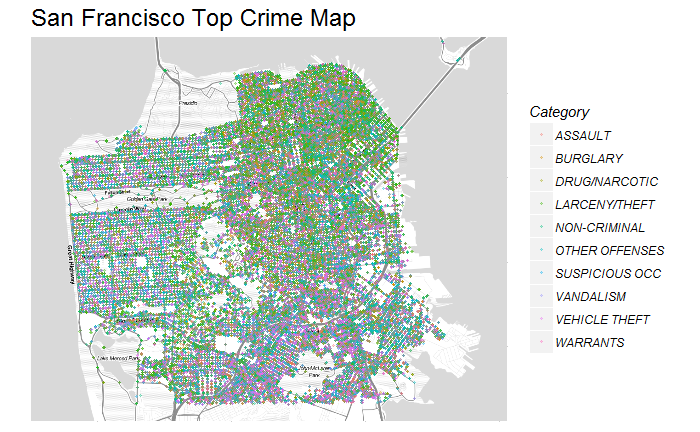 San Francisco Top Crime Map
Presidio
Golden Gate Park
Great Highway
Lake Merced Park
John McLaren
Park
Category
ASSAULT
BURGLARY
DRUG/NARCOTIC
LARCENY/THEFT
NON-CRIMINAL
OTHER OFFENSES
SUSPICIOUS OCC
VANDALISM
VEHICLE THEFT
WARRANTS